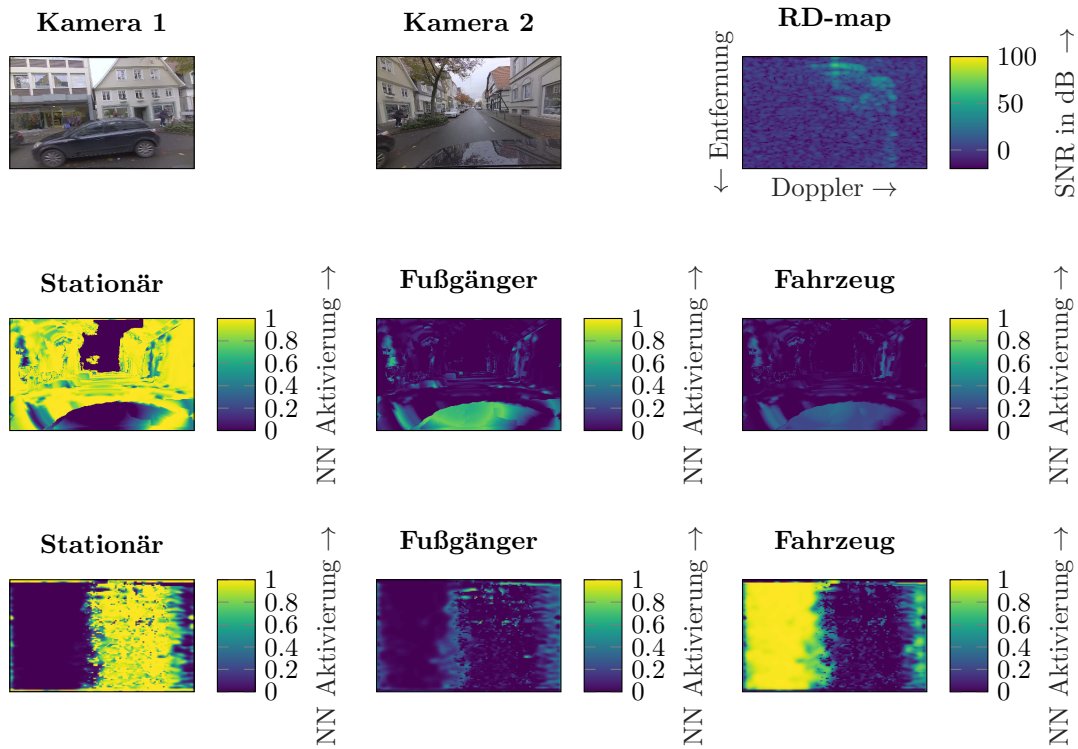 Kamera 1
Kamera 2
RD-map
← Entfernung
Doppler →
100
50
0
SNR in dB →
Stationär
1
0.8
0.6
0.4
0.2
0
NN Aktivierung →
Fußgänger
1
0.8
0.6
0.4
0.2
0
NN Aktivierung →
Fahrzeug
1
0.8
0.6
0.4
0.2
0
NN Aktivierung →
Stationär
1
0.8
0.6
0.4
0.2
0
NN Aktivierung →
Fußgänger
1
0.8
0.6
0.4
0.2
0
NN Aktivierung →
Fahrzeug
1
0.8
0.6
0.4
0.2
0
NN Aktivierung →